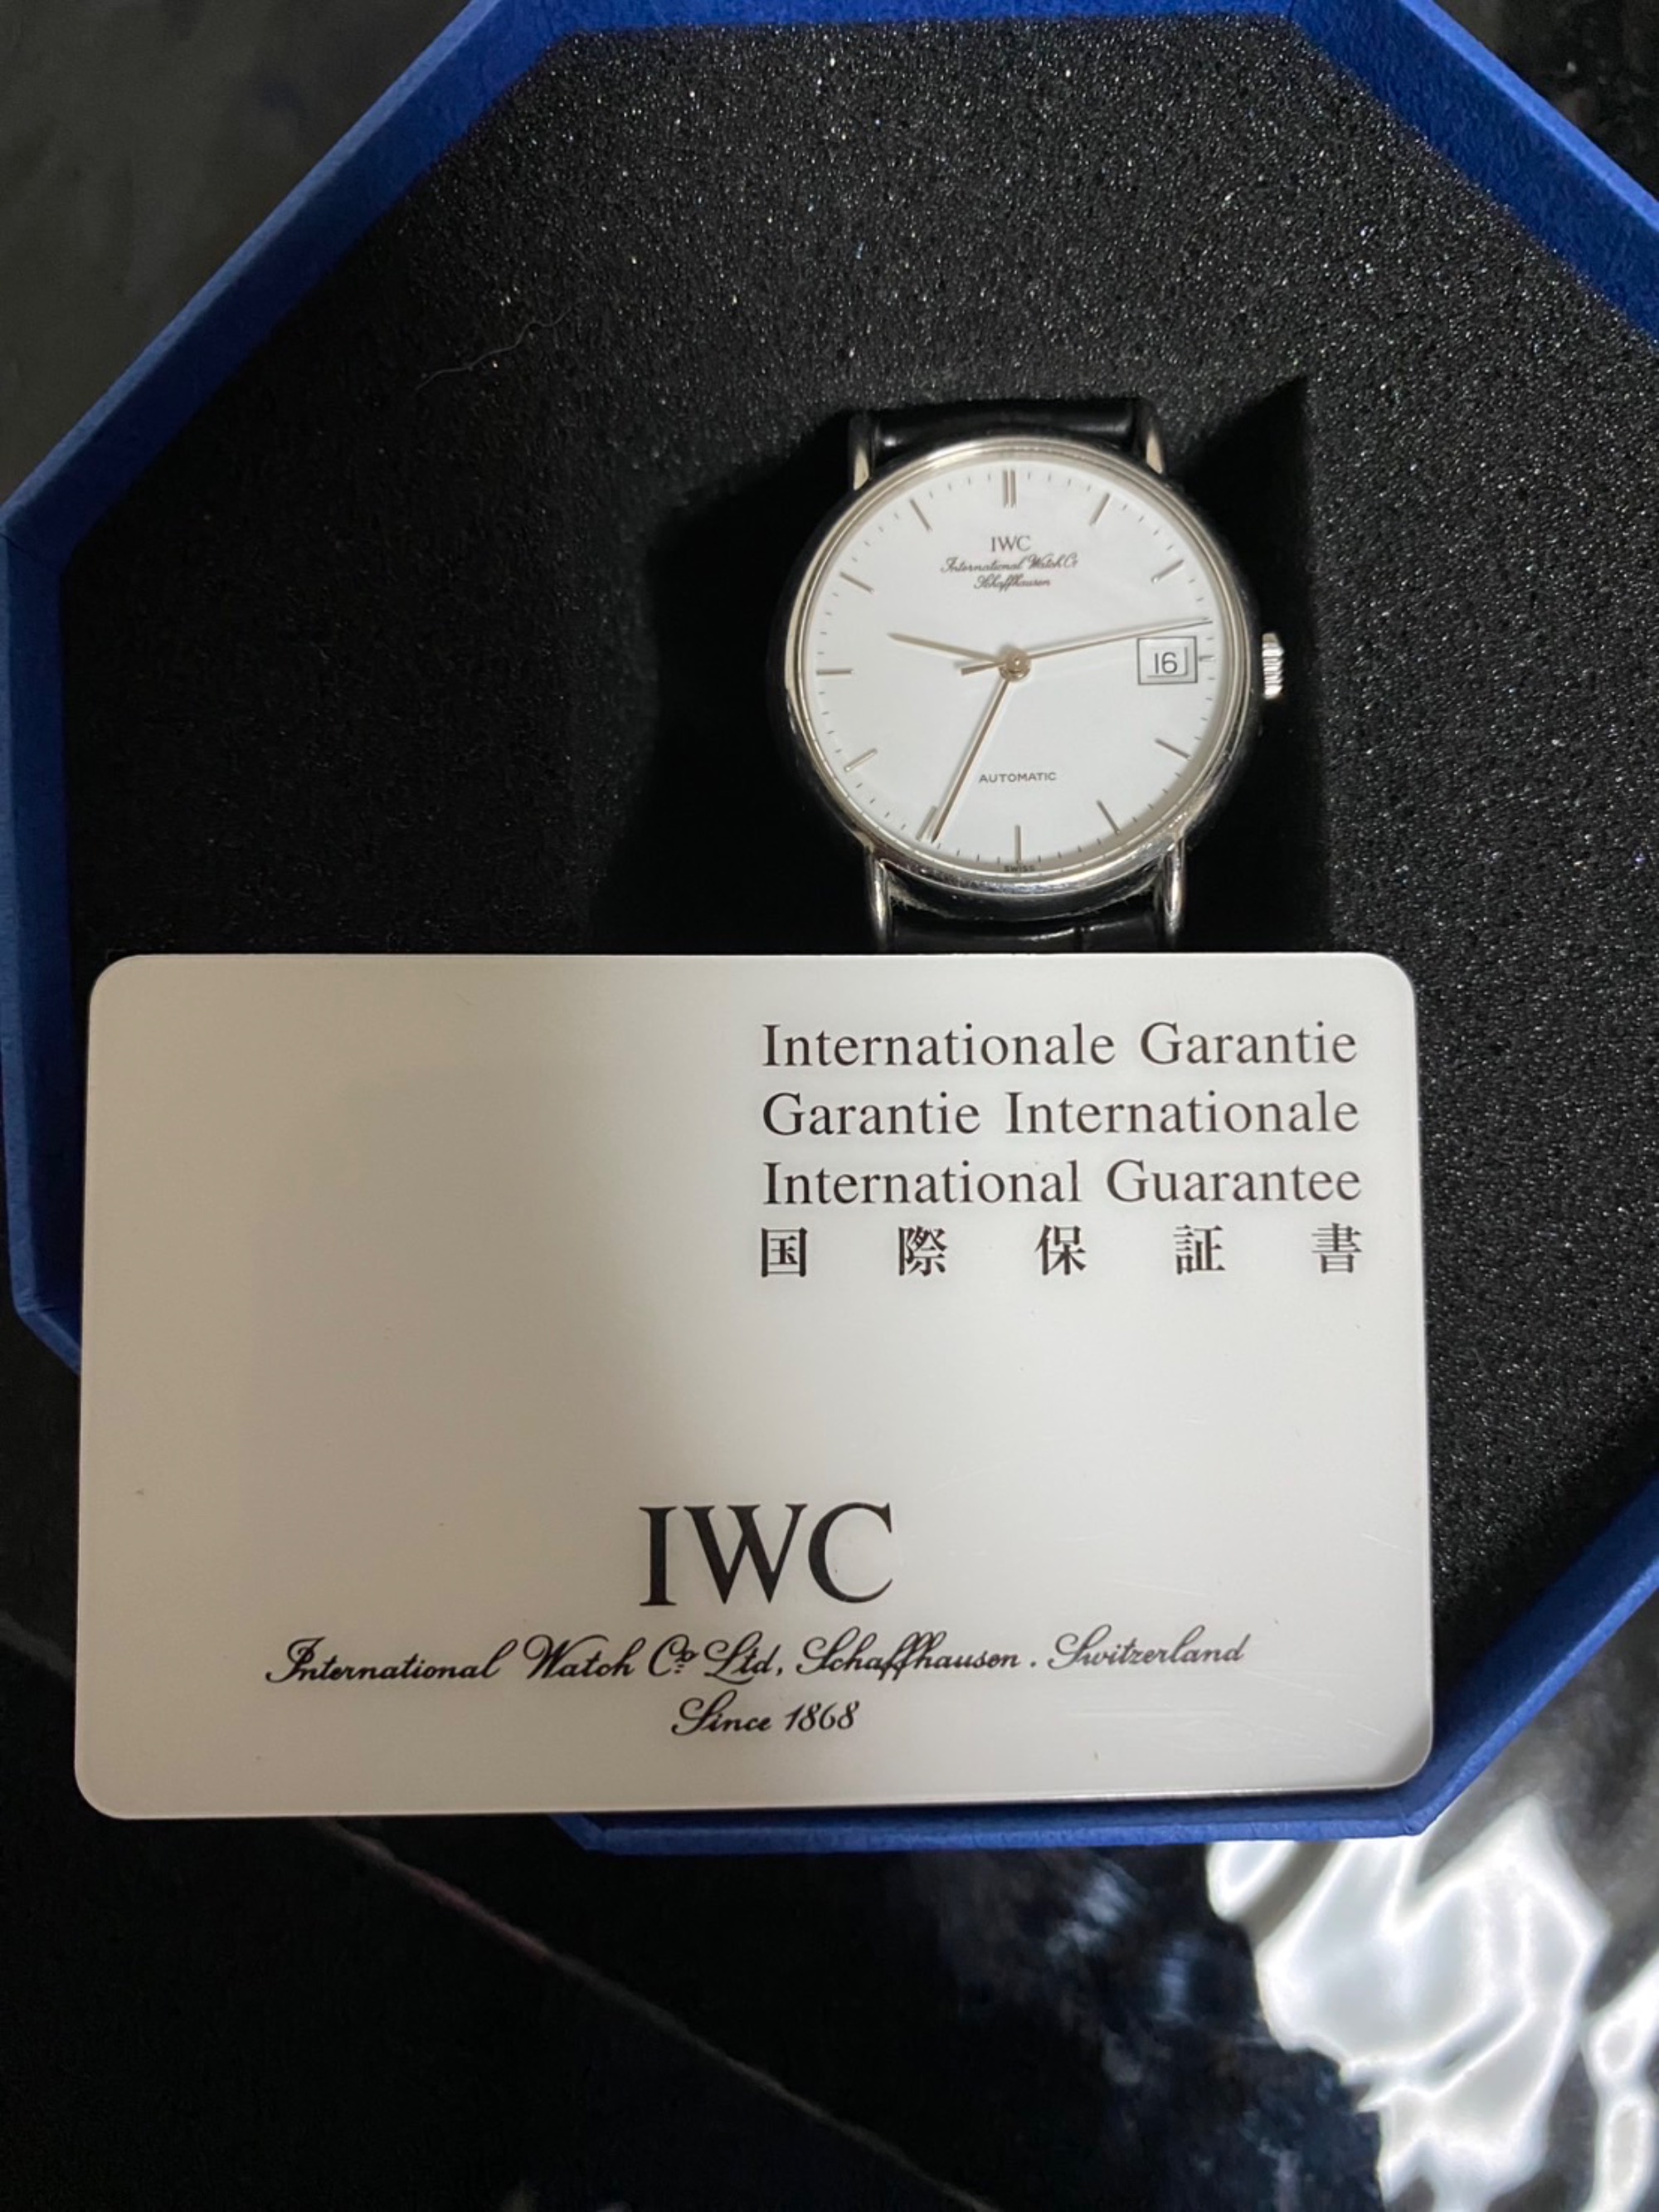 IWC
International Watch Co
Schaffhausen
16
AUTOMATIC
SWISS
Internationale Garantie
Garantie Internationale
International Guarantee
国際保証書
IWC
International Watch Co. Ltd, Schaffhausen. Switzerland
Since 1868